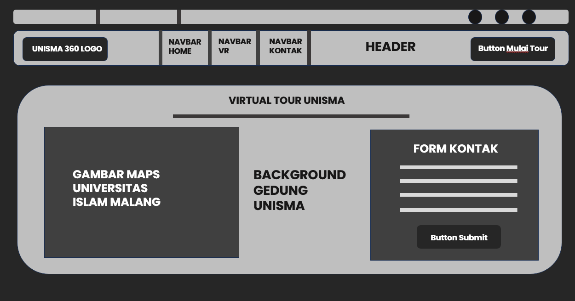 UNISMA 360 LOGO
NAVBAR
HOME
NAVBAR
VR
NAVBAR
KONTAK
HEADER
Button Mulai Tour
VIRTUAL TOUR UNISMA
GAMBAR MAPS
UNIVERSITAS
ISLAM MALANG
BACKGROUND
GEDUNG
UNISMA
FORM KONTAK
Button Submit